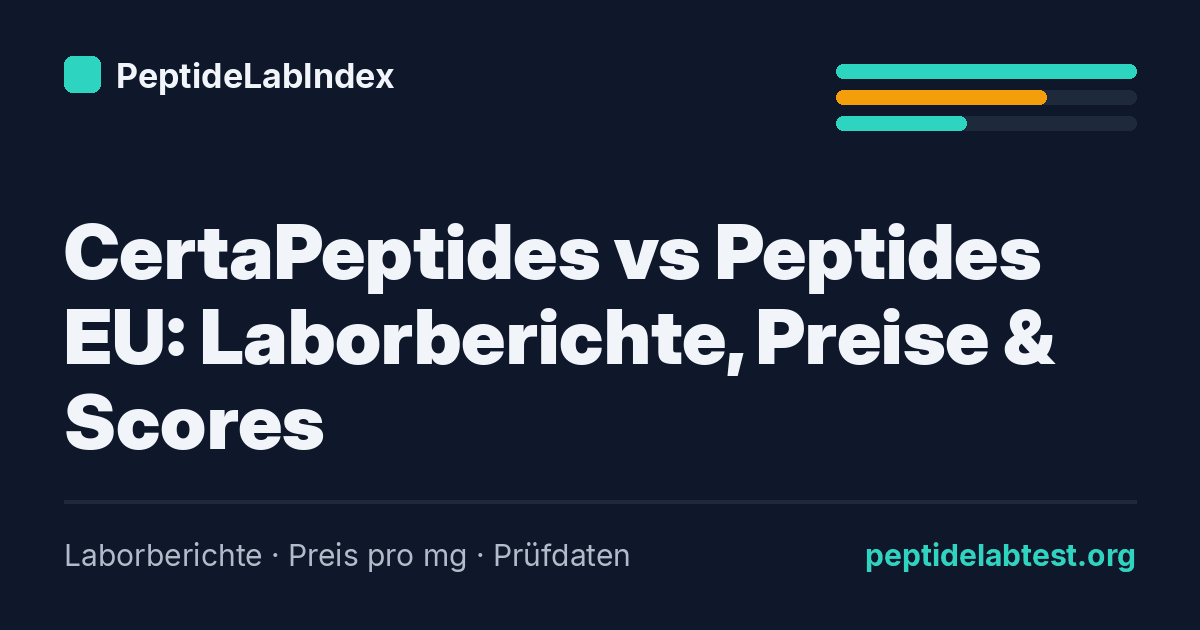 PeptideLabIndex
CertaPeptides vs Peptides
EU: Laborberichte, Preise &
Scores
Laborberichte · Preis pro mg · Prüfdaten
peptidelabtest.org